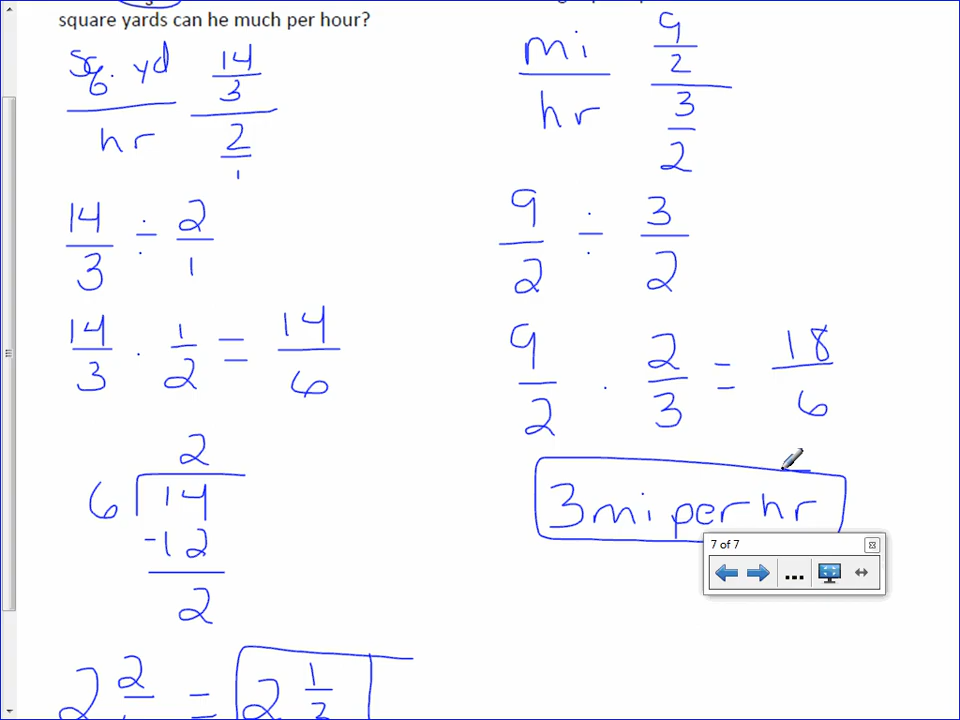 square yards can he much per hour?
sq. yd / hr
14/3 / 2/1
14/3 ÷ 2/1
14/3 · 1/2 = 14/6
2
6 14
-12
2
2 2/ = 2 1/3
mi / hr
9/2 / 3/2
9/2 ÷ 3/2
9/2 · 2/3 = 18/6
3 mi per hr
7 of 7
...